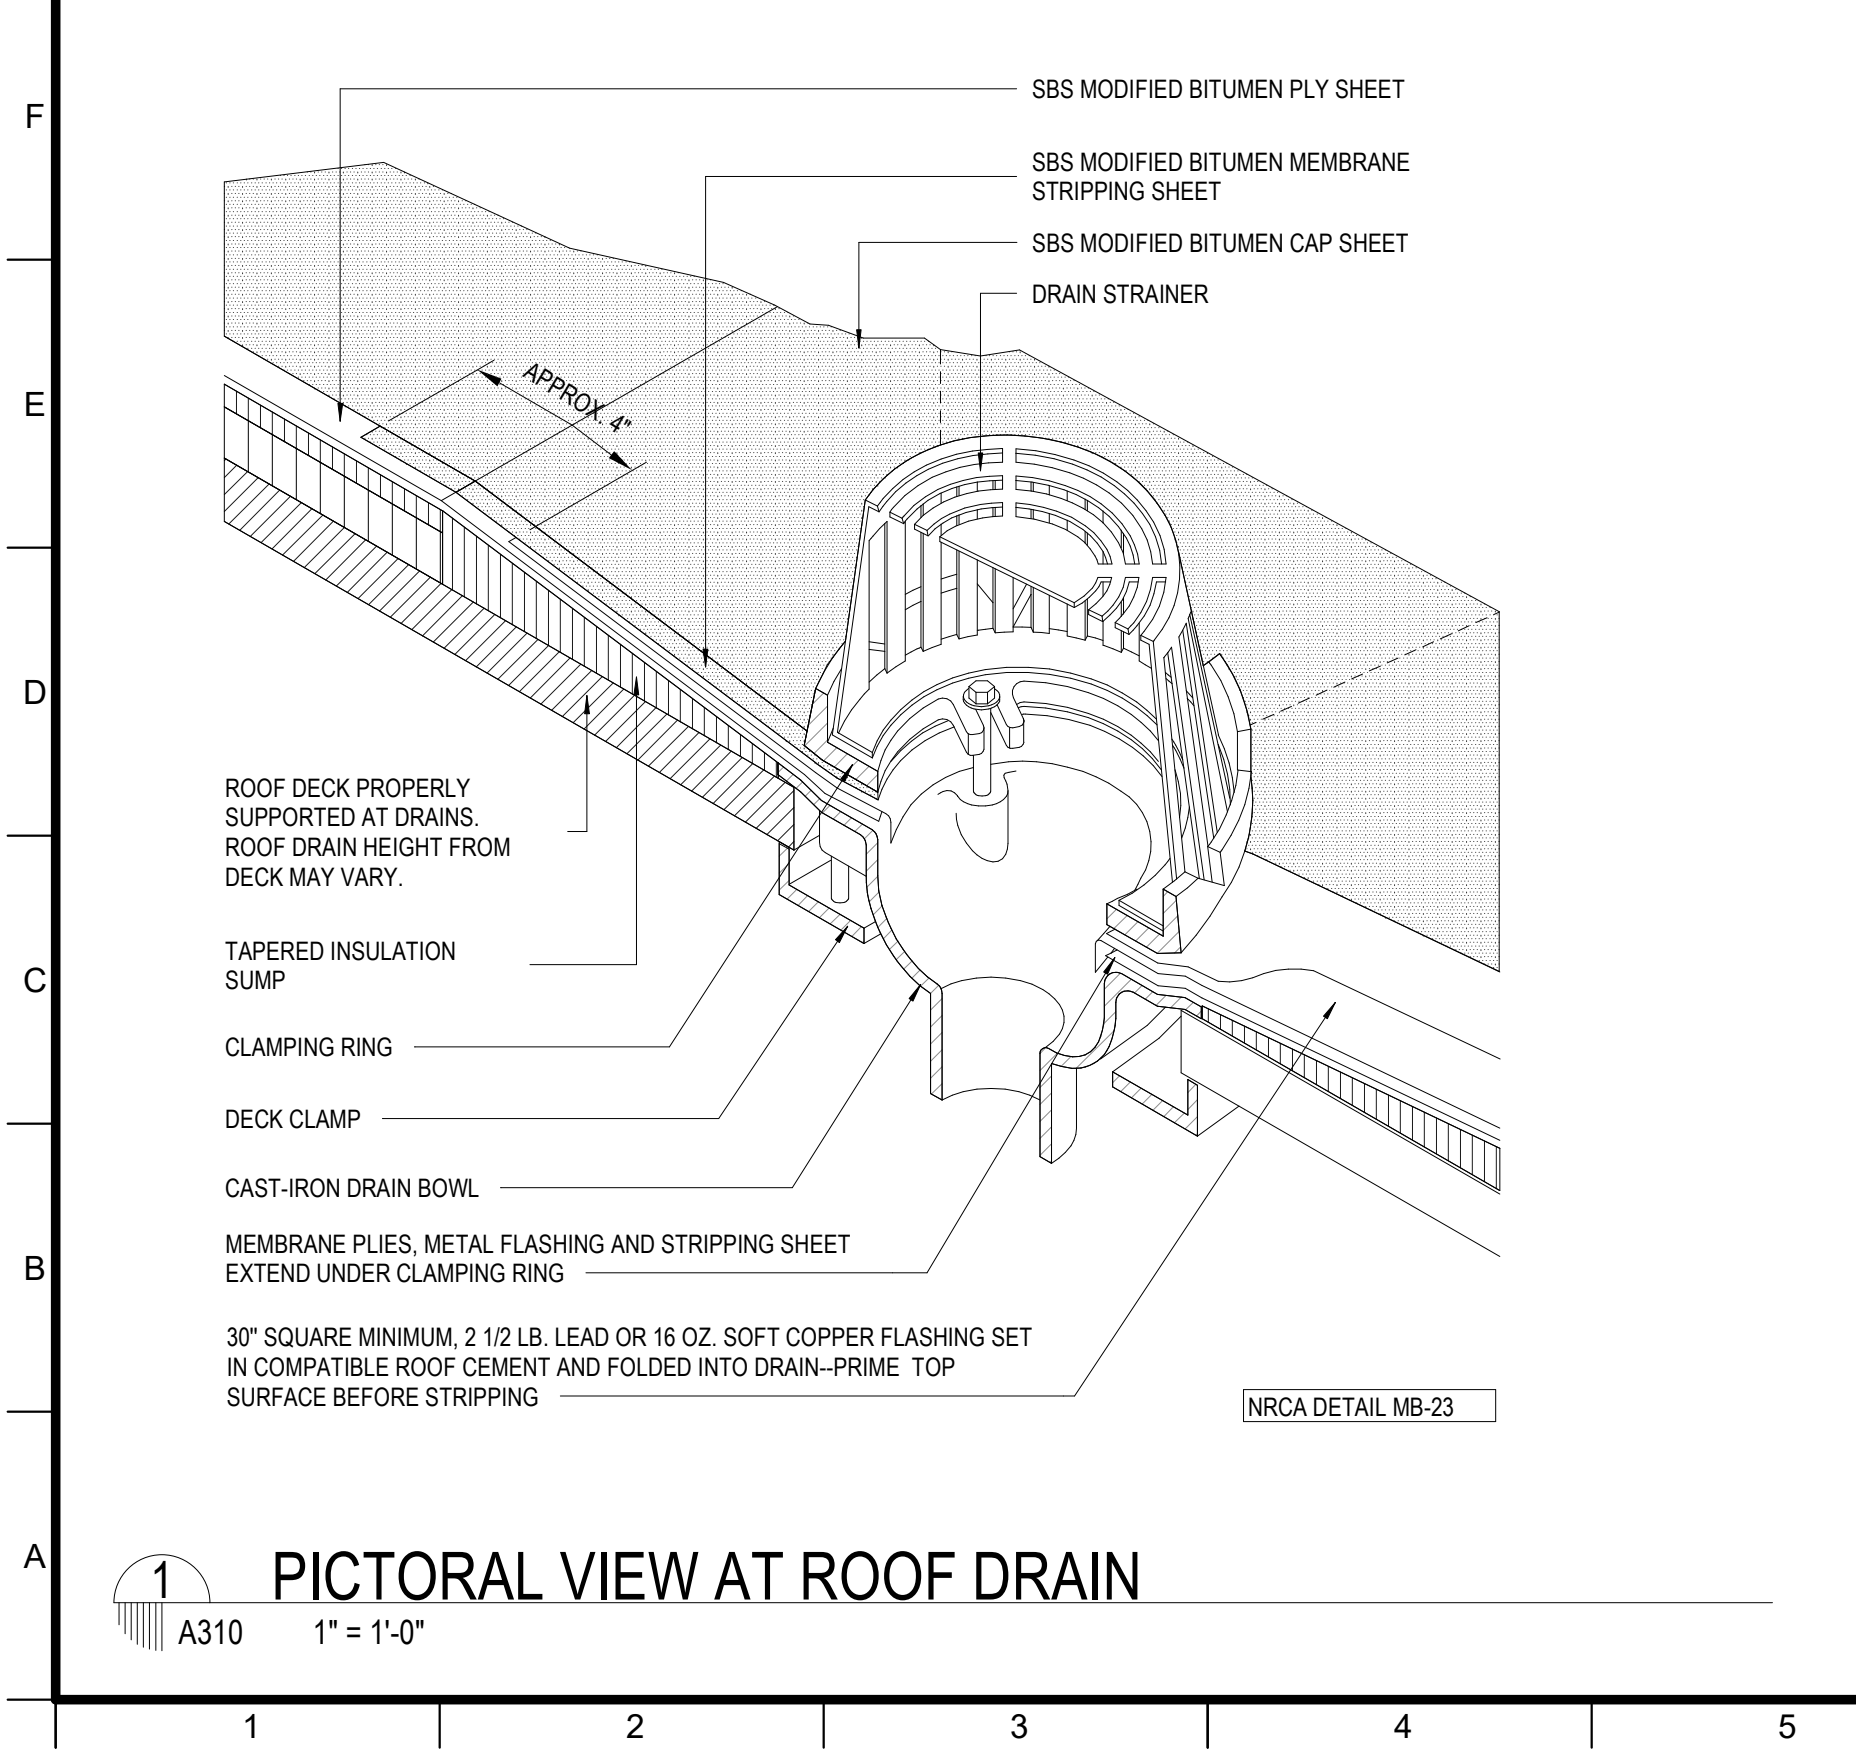 F
SBS MODIFIED BITUMEN PLY SHEET
SBS MODIFIED BITUMEN MEMBRANE
STRIPPING SHEET
SBS MODIFIED BITUMEN CAP SHEET
DRAIN STRAINER
E
APPROX. 4"
D
ROOF DECK PROPERLY
SUPPORTED AT DRAINS.
ROOF DRAIN HEIGHT FROM
DECK MAY VARY.
TAPERED INSULATION
SUMP
C
CLAMPING RING
DECK CLAMP
CAST-IRON DRAIN BOWL
MEMBRANE PLIES, METAL FLASHING AND STRIPPING SHEET
EXTEND UNDER CLAMPING RING
B
30" SQUARE MINIMUM, 2 1/2 LB. LEAD OR 16 OZ. SOFT COPPER FLASHING SET
IN COMPATIBLE ROOF CEMENT AND FOLDED INTO DRAIN--PRIME  TOP
SURFACE BEFORE STRIPPING
NRCA DETAIL MB-23
A
1
PICTORAL VIEW AT ROOF DRAIN
A310
1" = 1'-0"
1 2 3 4 5